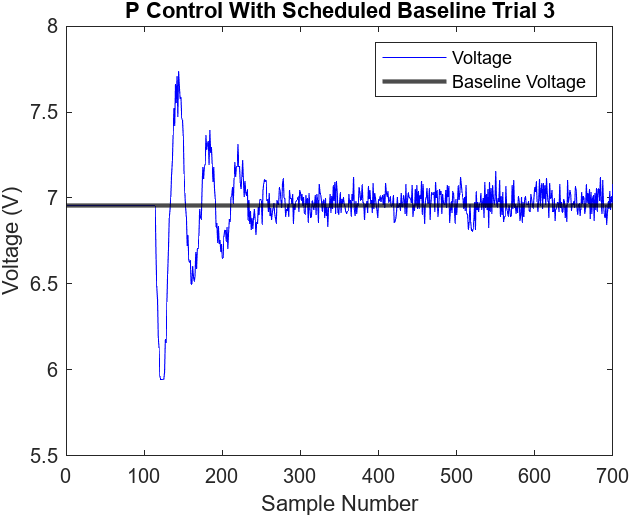 P Control With Scheduled Baseline Trial 3
Voltage
Baseline Voltage
Voltage (V)
8
7.5
7
6.5
6
5.5
0 100 200 300 400 500 600 700
Sample Number